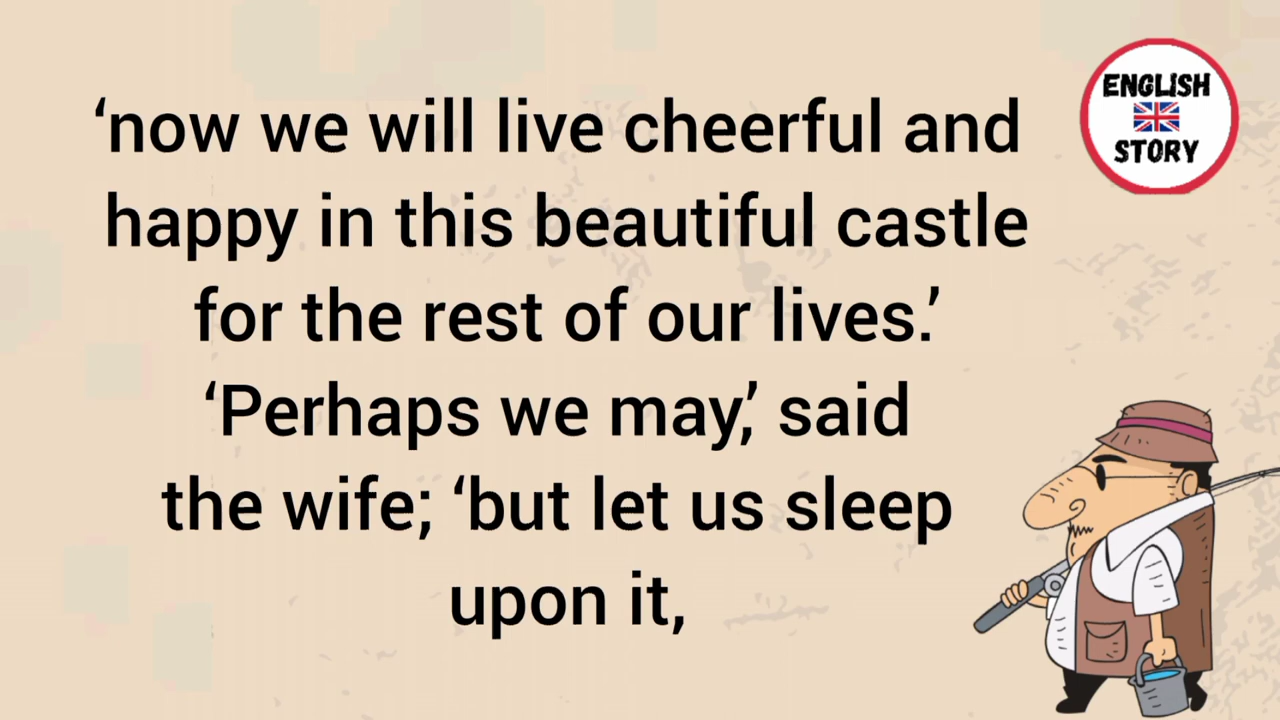 ‘now we will live cheerful and
happy in this beautiful castle
for the rest of our lives.’
‘Perhaps we may,’ said
the wife; ‘but let us sleep
upon it,
ENGLISH
STORY